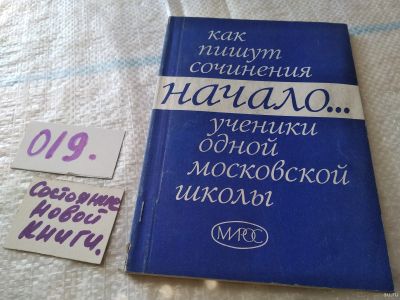 как
пишут
сочинения
начало...
ученики
одной
московской
школы
МИРОС
019.
Состояние
новой
книги.